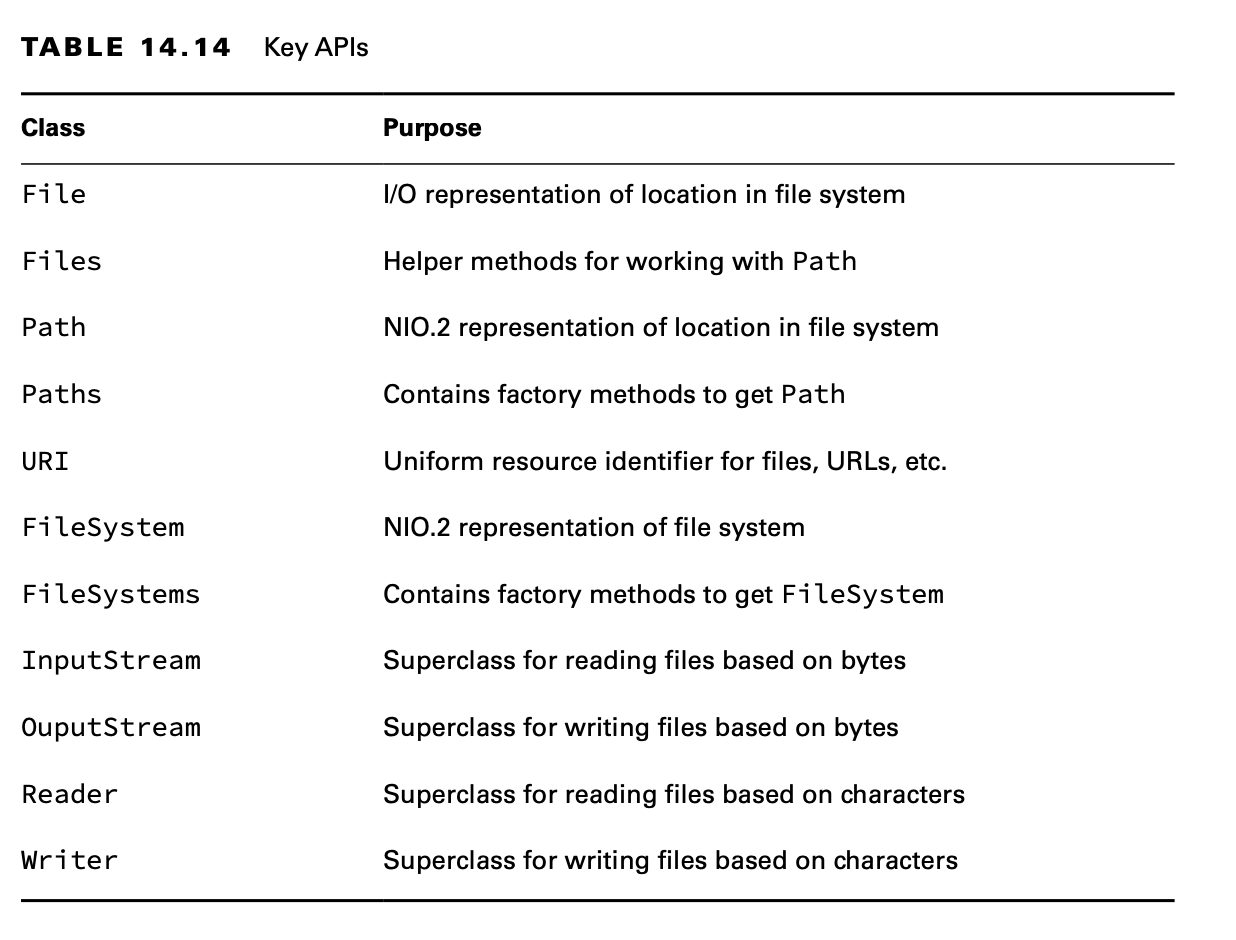 TABLE 14.14 Key APIs
Class Purpose
File I/O representation of location in file system
Files Helper methods for working with Path
Path NIO.2 representation of location in file system
Paths Contains factory methods to get Path
URI Uniform resource identifier for files, URLs, etc.
FileSystem NIO.2 representation of file system
FileSystems Contains factory methods to get FileSystem
InputStream Superclass for reading files based on bytes
OuputStream Superclass for writing files based on bytes
Reader Superclass for reading files based on characters
Writer Superclass for writing files based on characters